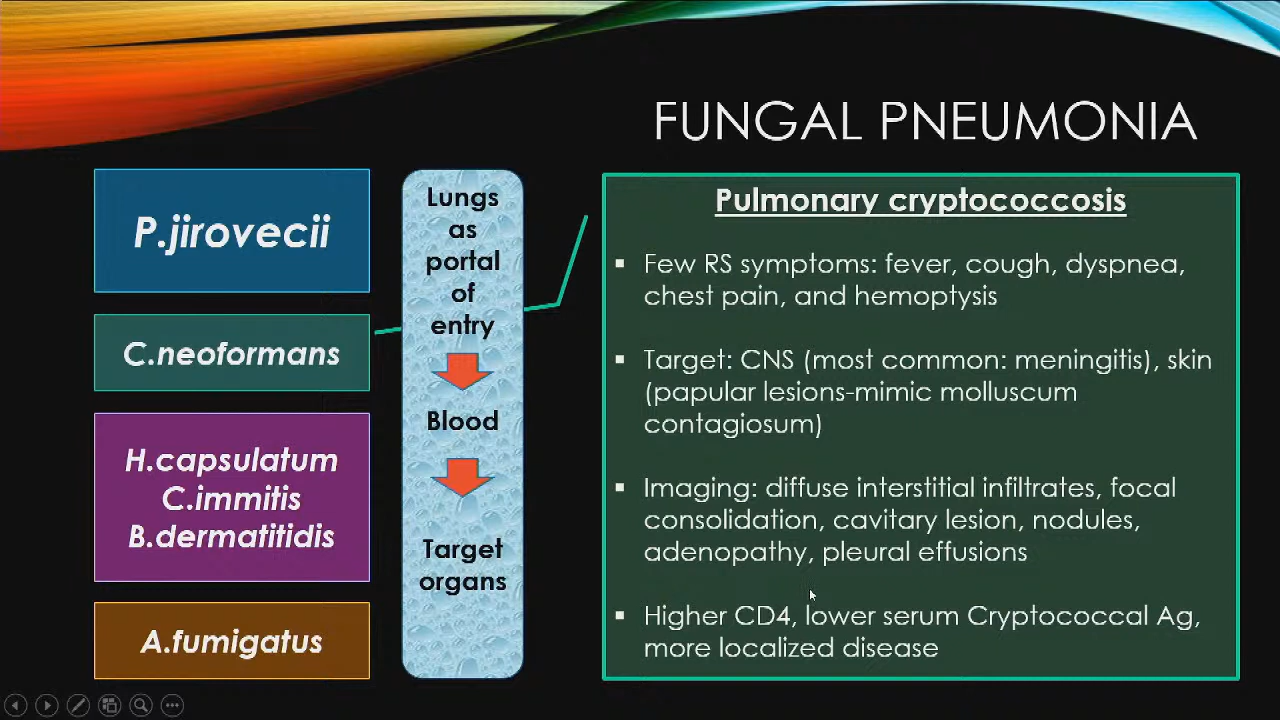 FUNGAL PNEUMONIA
P.jirovecii
C.neoformans
H.capsulatum
C.immitis
B.dermatitidis
A.fumigatus
Lungs
as
portal
of
entry
Blood
Target
organs
Pulmonary cryptococcosis
▪ Few RS symptoms: fever, cough, dyspnea,
chest pain, and hemoptysis
▪ Target: CNS (most common: meningitis), skin
(papular lesions-mimic molluscum
contagiosum)
▪ Imaging: diffuse interstitial infiltrates, focal
consolidation, cavitary lesion, nodules,
adenopathy, pleural effusions
▪ Higher CD4, lower serum Cryptococcal Ag,
more localized disease